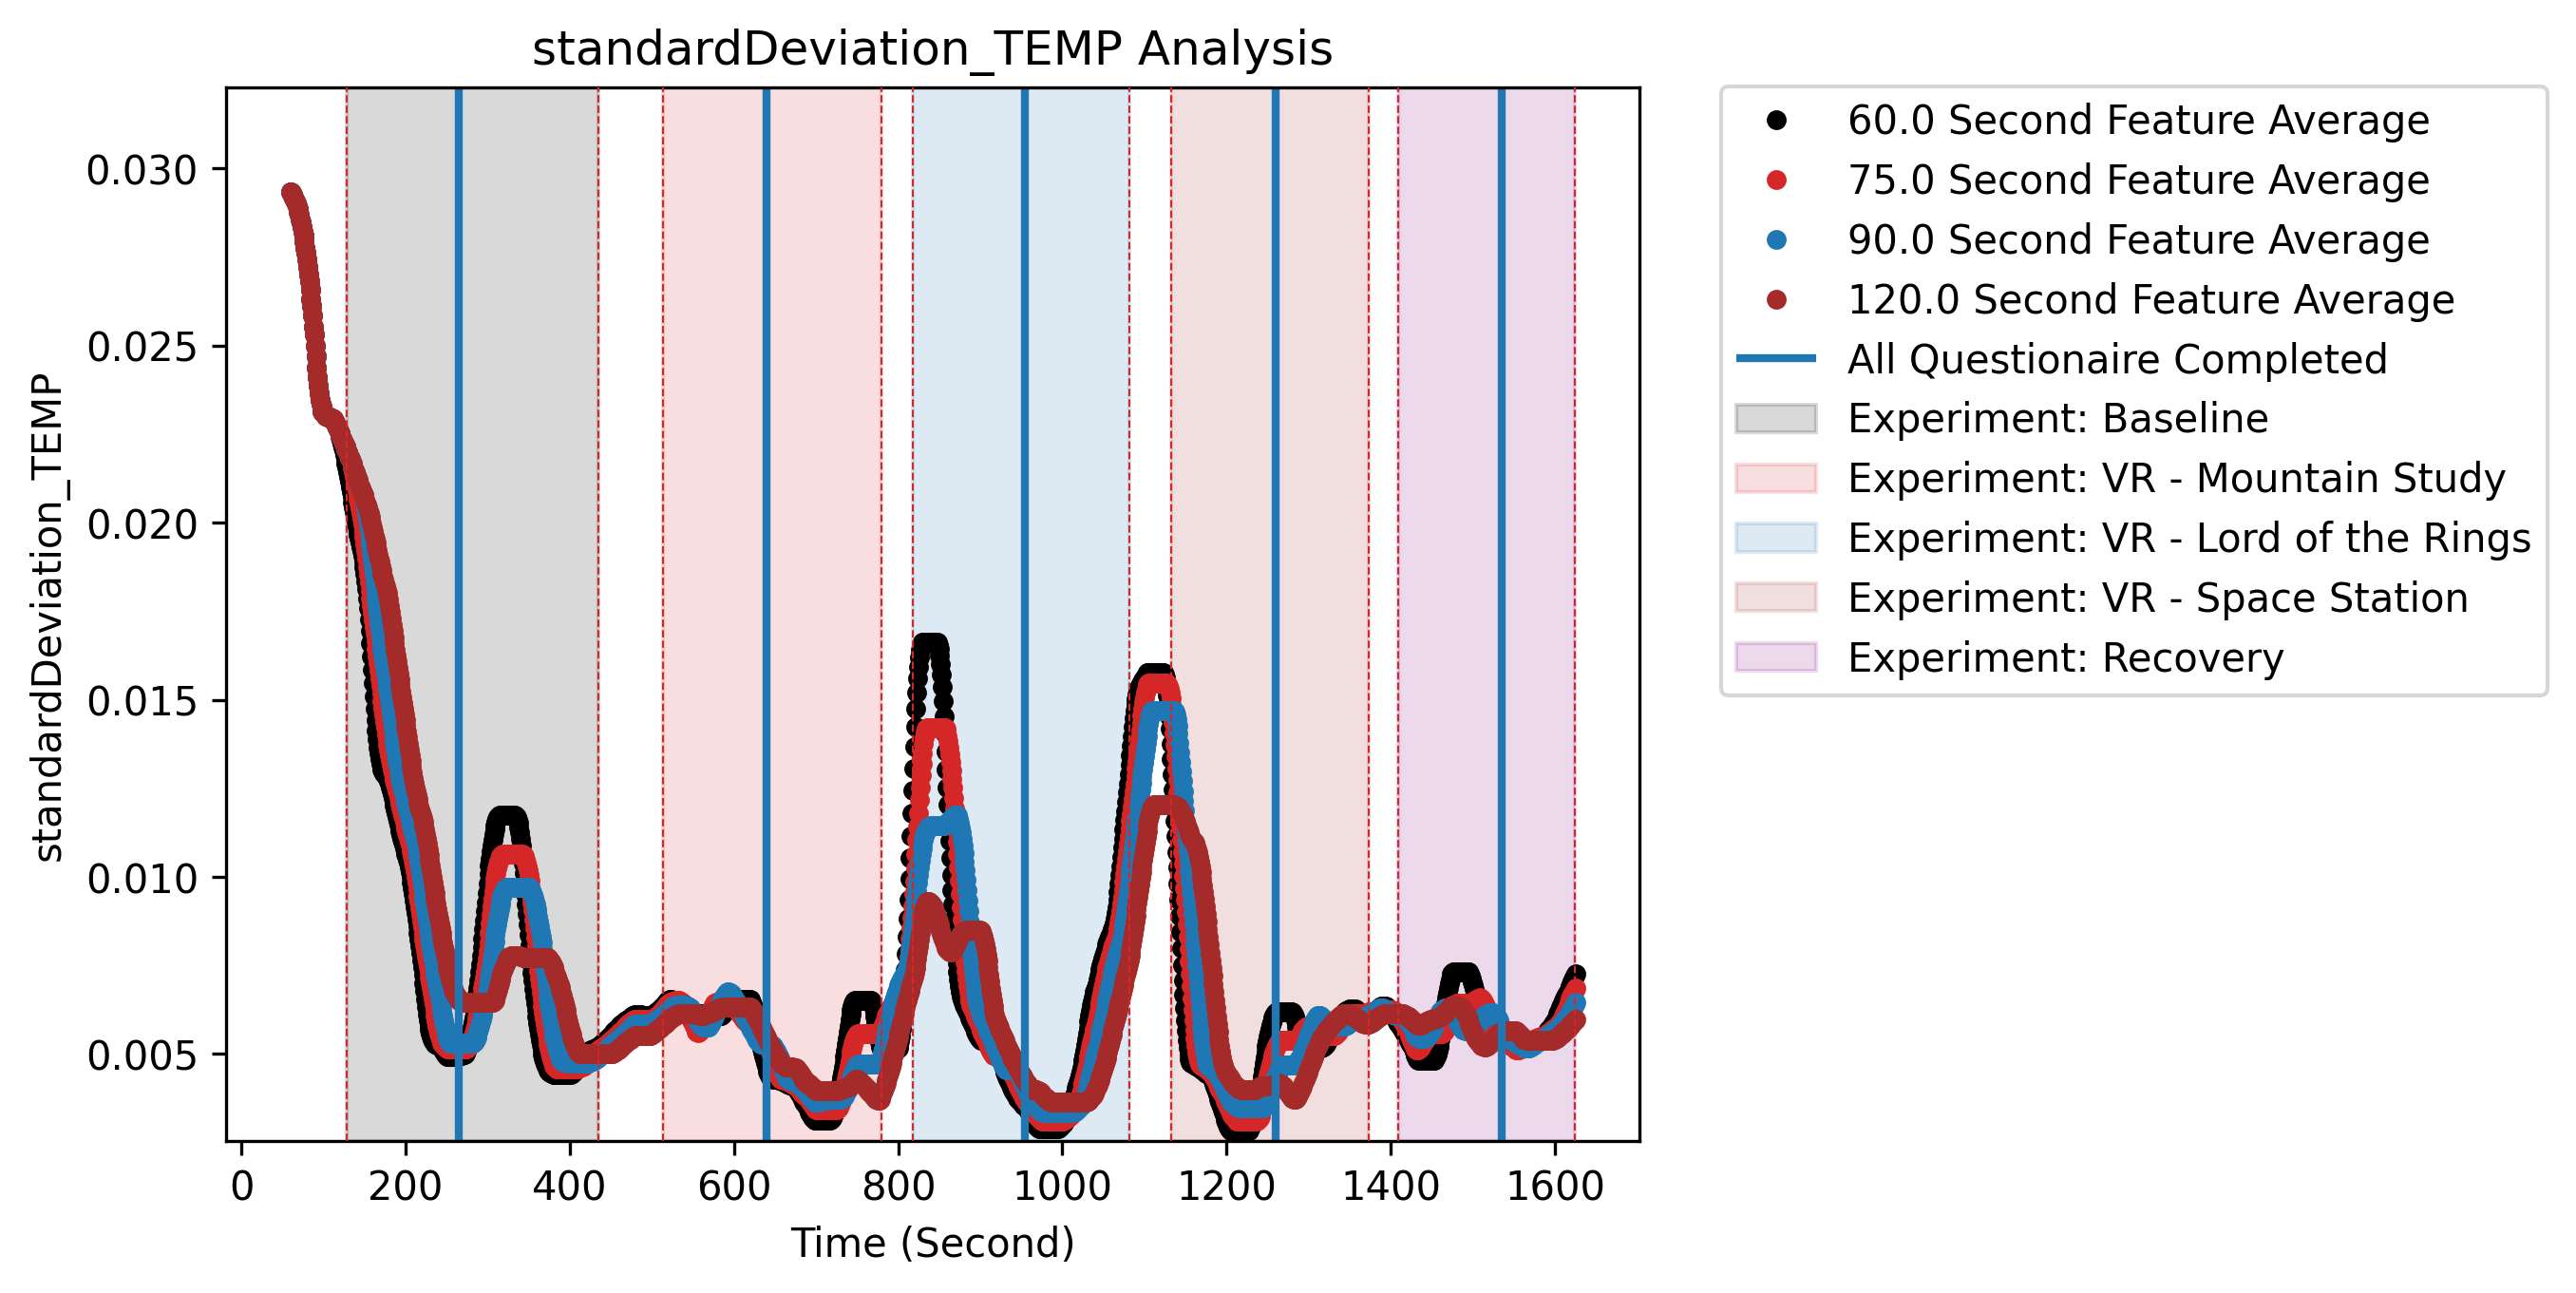 standardDeviation_TEMP Analysis
standardDeviation_TEMP
0.030
0.025
0.020
0.015
0.010
0.005
0 200 400 600 800 1000 1200 1400 1600
Time (Second)
60.0 Second Feature Average
75.0 Second Feature Average
90.0 Second Feature Average
120.0 Second Feature Average
All Questionaire Completed
Experiment: Baseline
Experiment: VR - Mountain Study
Experiment: VR - Lord of the Rings
Experiment: VR - Space Station
Experiment: Recovery